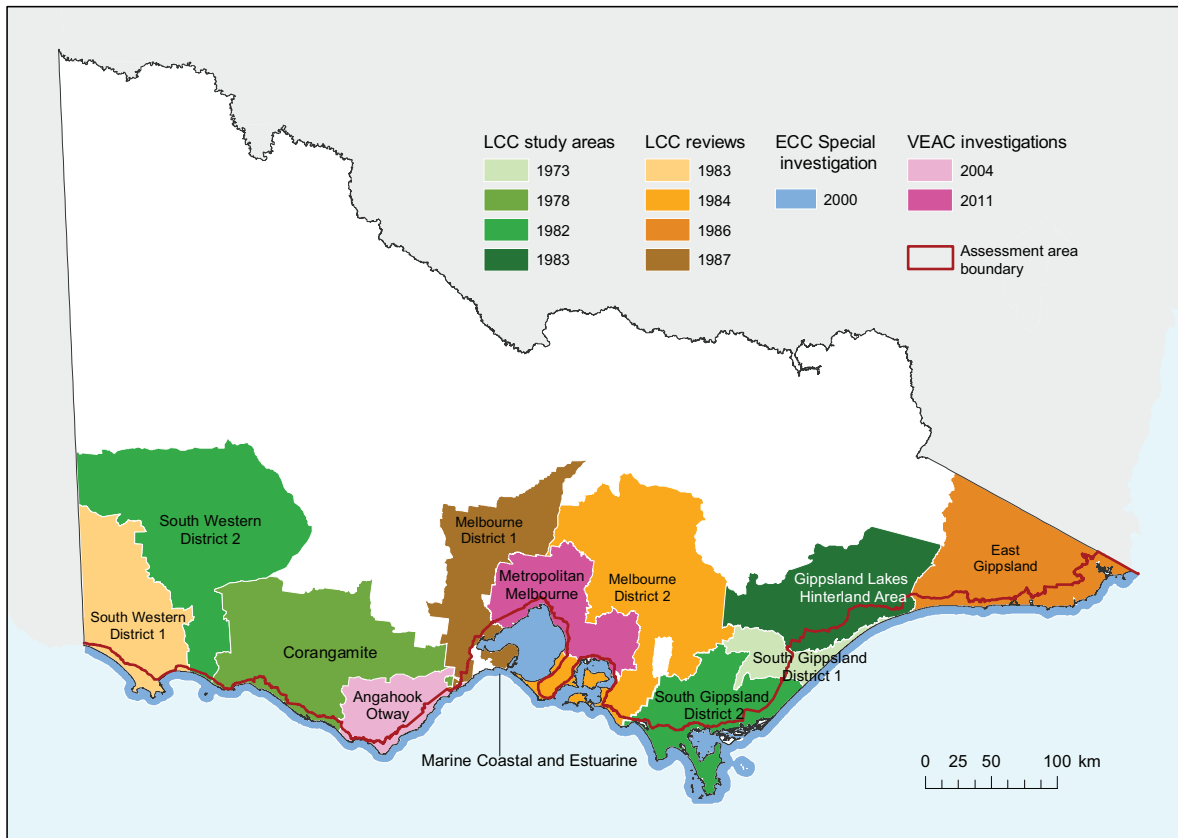 LCC study areas
1973
1978
1982
1983
LCC reviews
1983
1984
1986
1987
ECC Special
investigation
2000
VEAC investigations
2004
2011
Assessment area
boundary
South Western
District 2
South Western
District 1
Corangamite
Angahook
Otway
Melbourne
District 1
Metropolitan
Melbourne
Melbourne
District 2
Gippsland Lakes
Hinterland Area
East
Gippsland
South Gippsland
District 1
South Gippsland
District 2
Marine Coastal and Estuarine
0 25 50 100 km